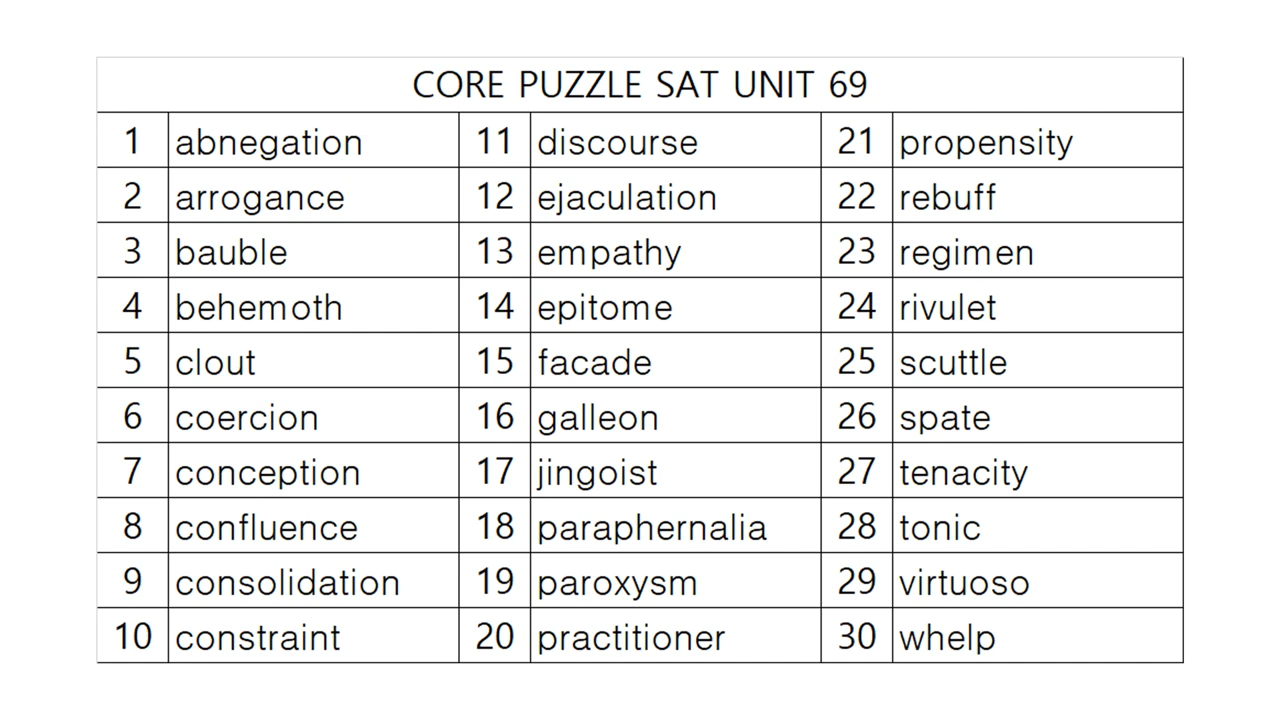 CORE PUZZLE SAT UNIT 69
1 abnegation 11 discourse 21 propensity
2 arrogance 12 ejaculation 22 rebuff
3 bauble 13 empathy 23 regimen
4 behemoth 14 epitome 24 rivulet
5 clout 15 facade 25 scuttle
6 coercion 16 galleon 26 spate
7 conception 17 jingoist 27 tenacity
8 confluence 18 paraphernalia 28 tonic
9 consolidation 19 paroxysm 29 virtuoso
10 constraint 20 practitioner 30 whelp